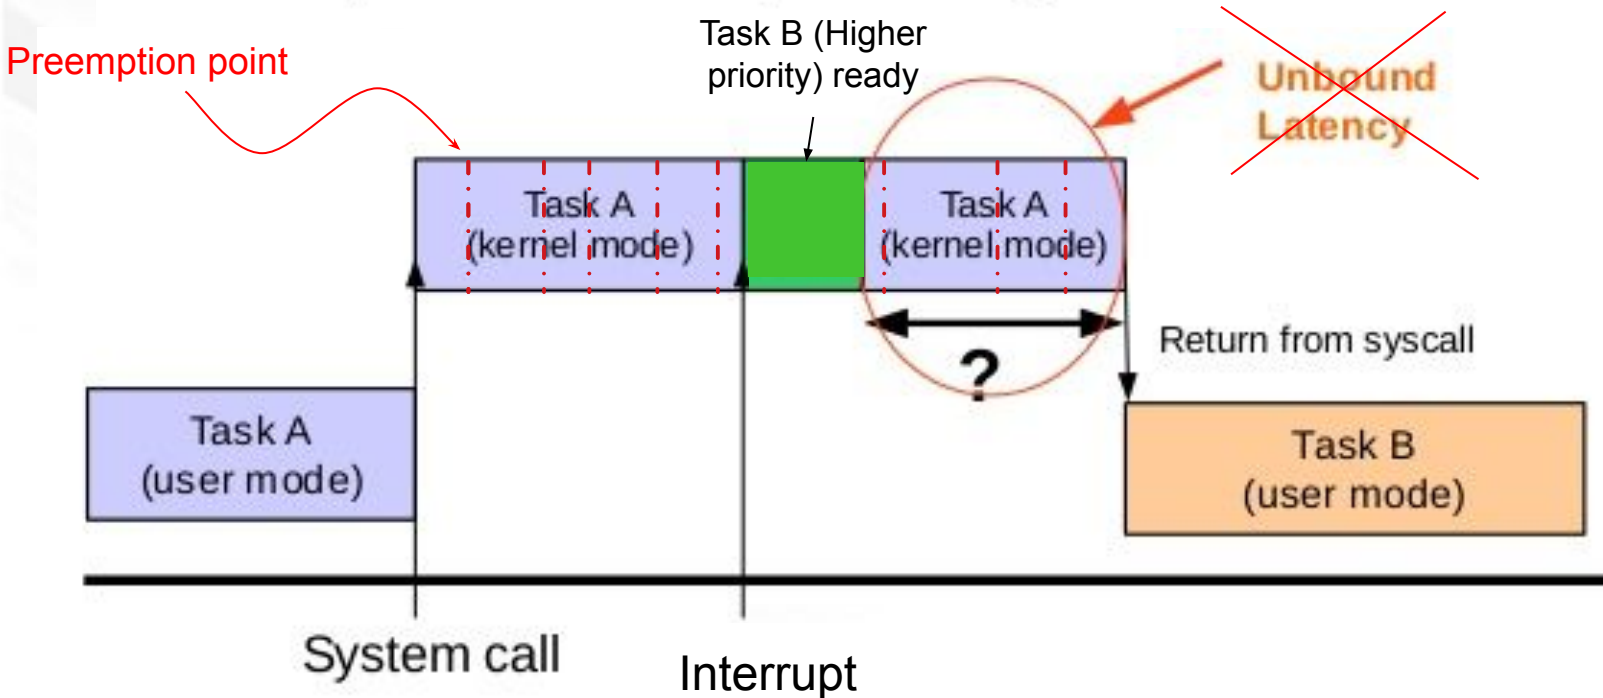 Preemption point
Task B (Higher
priority) ready
Unbound
Latency
Task A
(kernel mode)
Task A
(kernel mode)
?
Return from syscall
Task A
(user mode)
Task B
(user mode)
System call
Interrupt